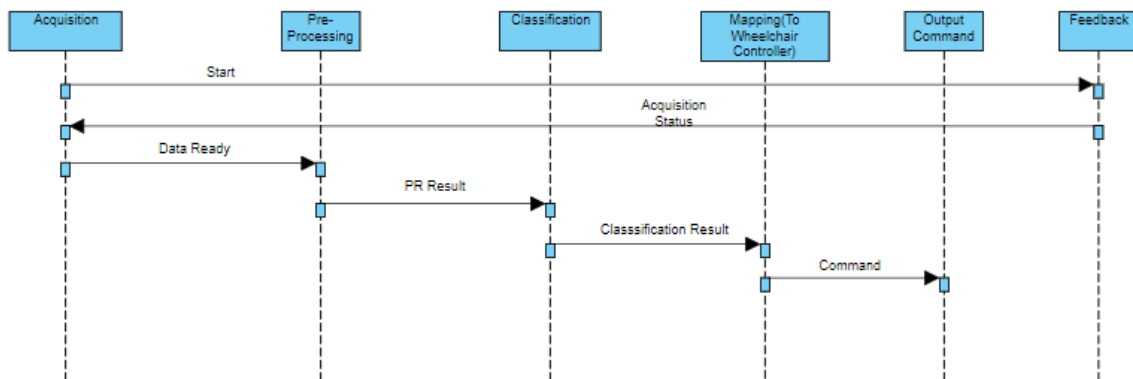 Acquisition
Pre-
Processing
Classification
Mapping(To
Wheelchair
Controller)
Output
Command
Feedback
Start
Acquisition
Status
Data Ready
PR Result
Classsification Result
Command